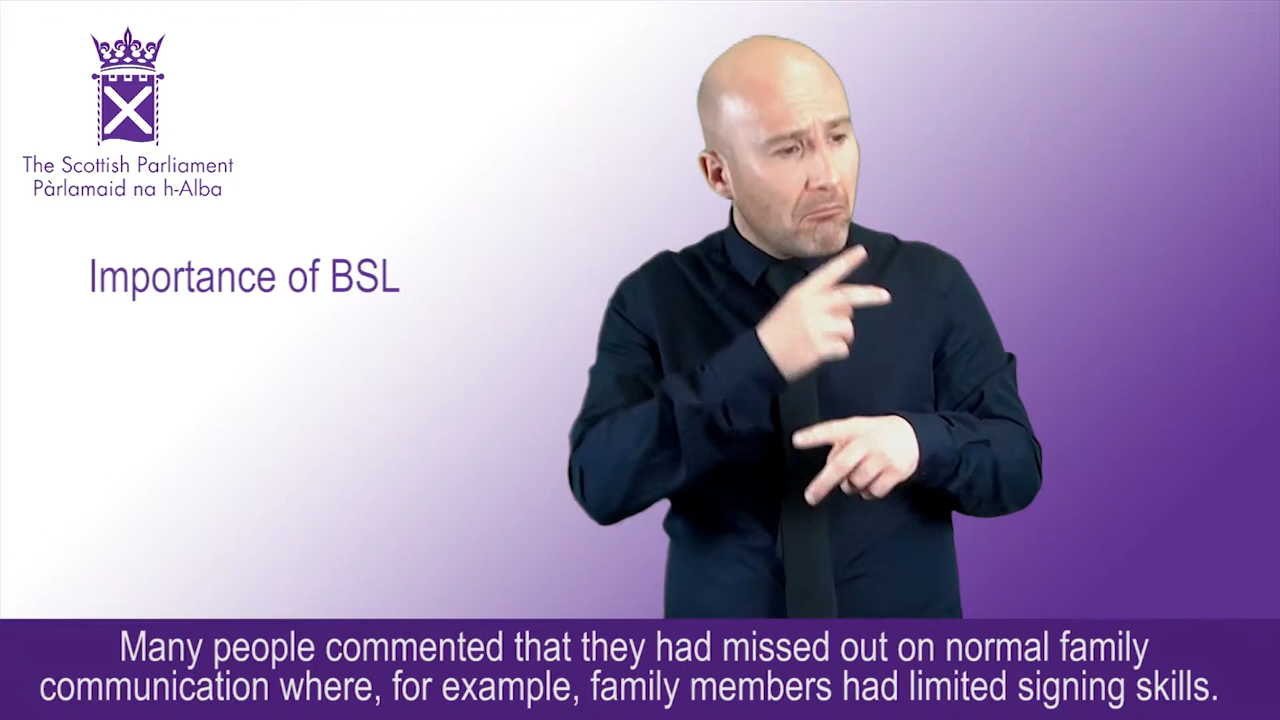 The Scottish Parliament
Pàrlamaid na h-Alba
Importance of BSL
Many people commented that they had missed out on normal family
communication where, for example, family members had limited signing skills.